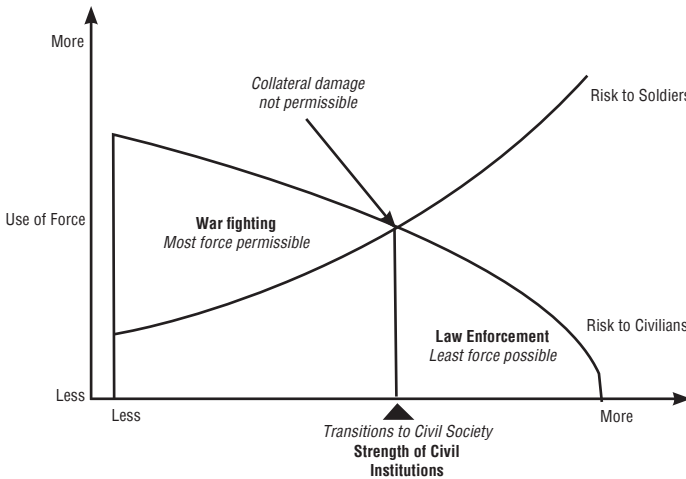 More
Collateral damage
not permissible
Risk to Soldiers
Use of Force
War fighting
Most force permissible
Risk to Civilians
Law Enforcement
Least force possible
Less
Less
More
Transitions to Civil Society
Strength of Civil
Institutions